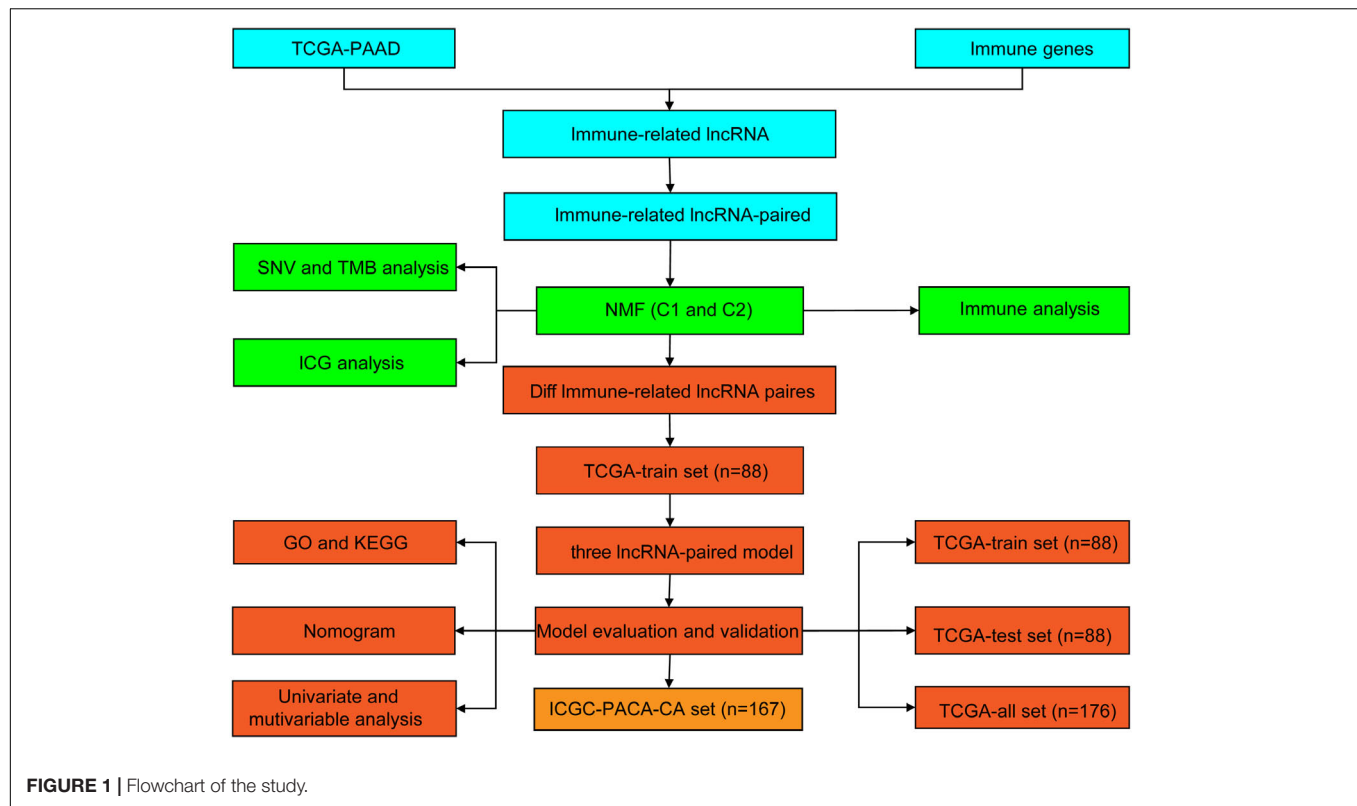 TCGA-PAAD
Immune genes
Immune-related lncRNA
Immune-related lncRNA-paired
SNV and TMB analysis
NMF (C1 and C2)
Immune analysis
ICG analysis
Diff Immune-related lncRNA paires
TCGA-train set (n=88)
GO and KEGG
three lncRNA-paired model
TCGA-train set (n=88)
Nomogram
Model evaluation and validation
TCGA-test set (n=88)
Univariate and
mutivariable analysis
ICGC-PACA-CA set (n=167)
TCGA-all set (n=176)
FIGURE 1 | Flowchart of the study.